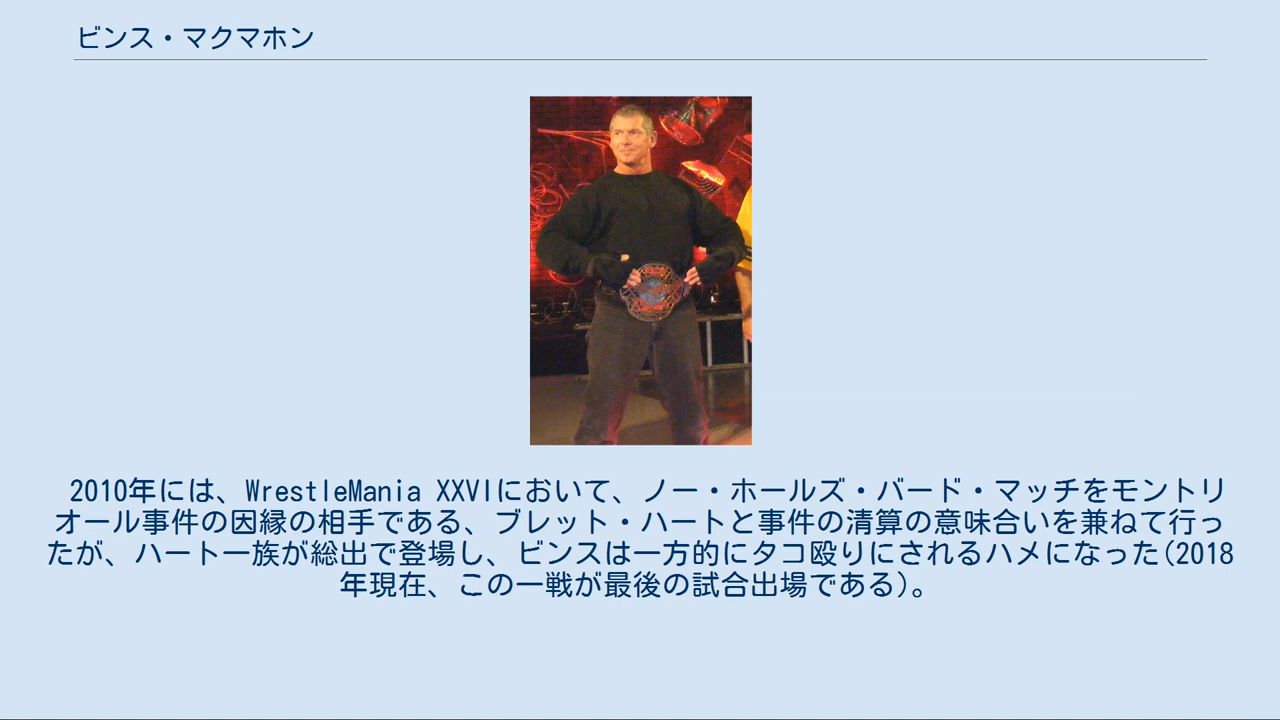 ビンス・マクマホン
2010年には、WrestleMania XXVIにおいて、ノー・ホールズ・バード・マッチをモントリ
オール事件の因縁の相手である、ブレット・ハートと事件の清算の意味合いを兼ねて行っ
たが、ハート一族が総出で登場し、ビンスは一方的にタコ殴りにされるハメになった(2018
年現在、この一戦が最後の試合出場である)。